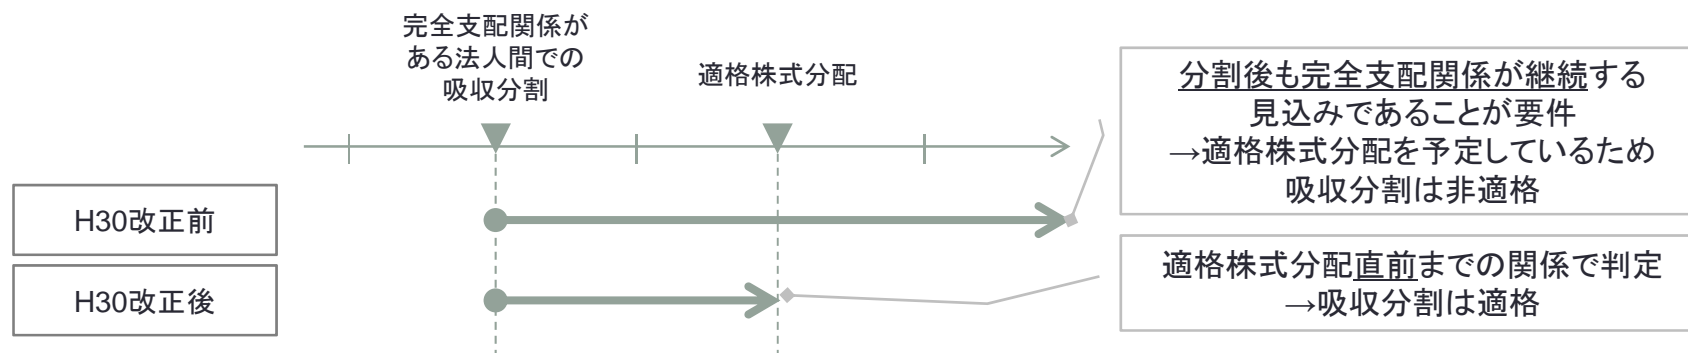 完全支配関係が
ある法人間での
吸収分割
適格株式分配
分割後も完全支配関係が継続する
見込みであることが要件
→適格株式分配を予定しているため
吸収分割は非適格
H30改正前
H30改正後
適格株式分配直前までの関係で判定
→吸収分割は適格